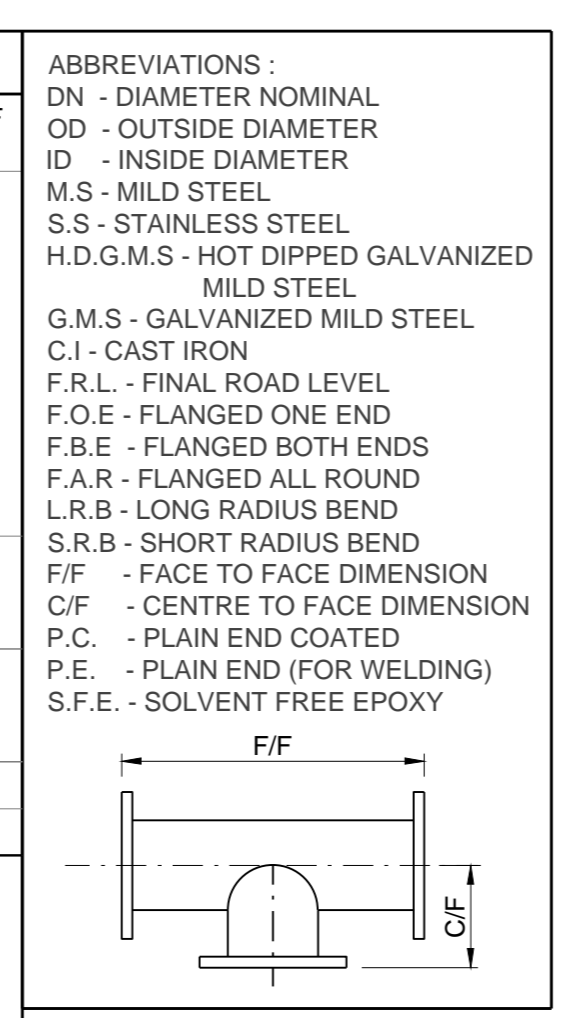 ABBREVIATIONS :
DN - DIAMETER NOMINAL
OD - OUTSIDE DIAMETER
ID - INSIDE DIAMETER
M.S - MILD STEEL
S.S - STAINLESS STEEL
H.D.G.M.S - HOT DIPPED GALVANIZED
MILD STEEL
G.M.S - GALVANIZED MILD STEEL
C.I - CAST IRON
F.R.L. - FINAL ROAD LEVEL
F.O.E - FLANGED ONE END
F.B.E - FLANGED BOTH ENDS
F.A.R - FLANGED ALL ROUND
L.R.B - LONG RADIUS BEND
S.R.B - SHORT RADIUS BEND
F/F - FACE TO FACE DIMENSION
C/F - CENTRE TO FACE DIMENSION
P.C. - PLAIN END COATED
P.E. - PLAIN END (FOR WELDING)
S.F.E. - SOLVENT FREE EPOXY
F/F
C/F